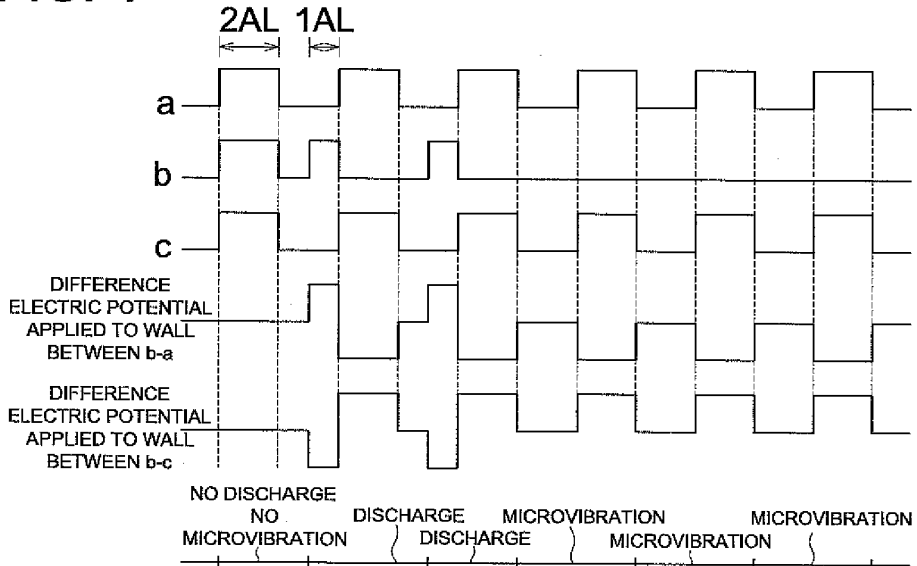 2AL 1AL
a
b
c
DIFFERENCE
ELECTRIC POTENTIAL
APPLIED TO WALL
BETWEEN b-a
DIFFERENCE
ELECTRIC POTENTIAL
APPLIED TO WALL
BETWEEN b-c
NO DISCHARGE
NO
MICROVIBRATION
DISCHARGE
DISCHARGE
MICROVIBRATION
MICROVIBRATION
MICROVIBRATION